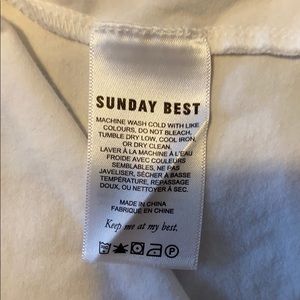 SUNDAY BEST
MACHINE WASH COLD WITH LIKE
COLOURS, DO NOT BLEACH.
TUMBLE DRY LOW, COOL IRON,
OR DRY CLEAN.
LAVER À LA MACHINE À L'EAU
FROIDE AVEC COULEURS
SEMBLABLES, NE PAS
JAVELISER, SÉCHER À BASSE
TEMPÉRATURE, REPASSAGE
DOUX, OU NETTOYER À SEC.
MADE IN CHINA
FABRIQUÉ EN CHINE
Keep me at my best.
P